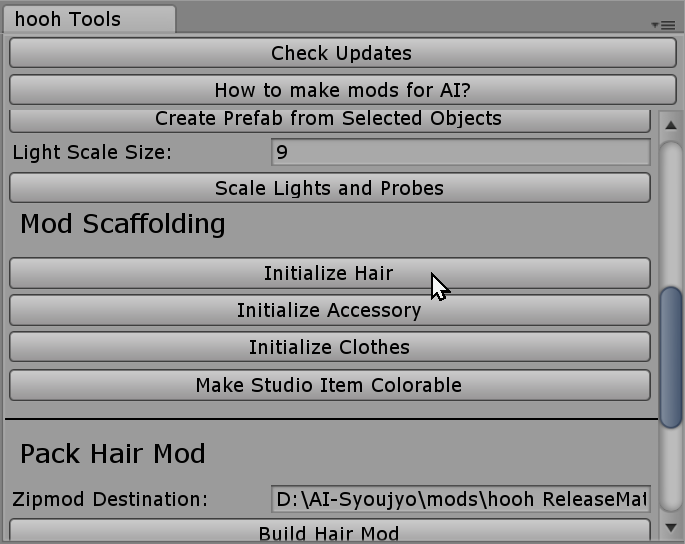 hooh Tools
Check Updates
How to make mods for AI?
Create Prefab from Selected Objects
Light Scale Size: 9
Scale Lights and Probes
Mod Scaffolding
Initialize Hair
Initialize Accessory
Initialize Clothes
Make Studio Item Colorable
Pack Hair Mod
Zipmod Destination: D:\AI-Syoujyo\mods\hooh ReleaseMat
Build Hair Mod